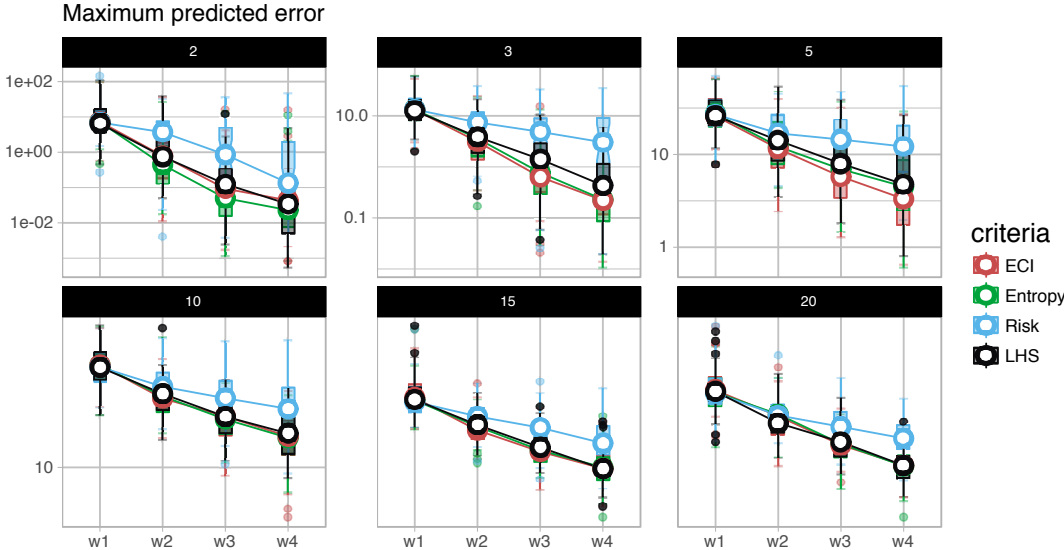 Maximum predicted error
2
3
5
1e+02
1e+00
1e-02
10.0
0.1
10
1
criteria
ECI
Entropy
Risk
LHS
10
15
20
10
w1 w2 w3 w4
w1 w2 w3 w4
w1 w2 w3 w4